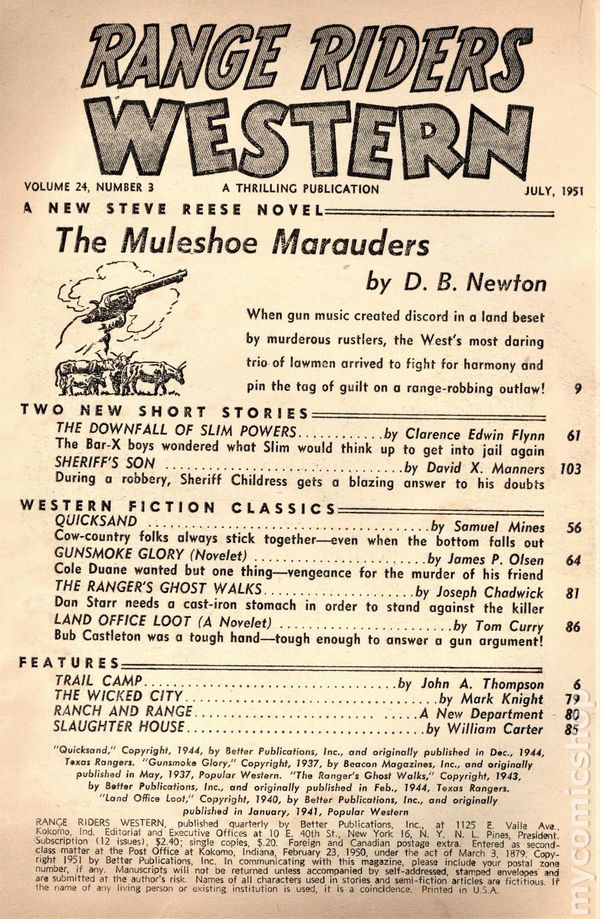 RANGE RIDERS
WESTERN
VOLUME 24, NUMBER 3 A THRILLING PUBLICATION JULY, 1951
A NEW STEVE REESE NOVEL
The Muleshoe Marauders
by D. B. Newton
When gun music created discord in a land beset
by murderous rustlers, the West's most daring
trio of lawmen arrived to fight for harmony and
pin the tag of guilt on a range-robbing outlaw! 9
TWO NEW SHORT STORIES
THE DOWNFALL OF SLIM POWERS............by Clarence Edwin Flynn 61
The Bar-X boys wondered what Slim would think up to get into jail again
SHERIFF'S SON ................................by David X. Manners 103
During a robbery, Sheriff Childress gets a blazing answer to his doubts
WESTERN FICTION CLASSICS
QUICKSAND ....................................by Samuel Mines 56
Cow-country folks always stick together—even when the bottom falls out
GUNSMOKE GLORY (Novelet) ......................by James P. Olsen 64
Cole Duane wanted but one thing—vengeance for the murder of his friend
THE RANGER'S GHOST WALKS......................by Joseph Chadwick 81
Dan Starr needs a cast-iron stomach in order to stand against the killer
LAND OFFICE LOOT (A Novelet) .......................by Tom Curry 86
Bub Castleton was a tough hand—tough enough to answer a gun argument!
FEATURES
TRAIL CAMP.................................by John A. Thompson 6
THE WICKED CITY................................by Mark Knight 79
RANCH AND RANGE.............................A New Department 80
SLAUGHTER HOUSE..............................by William Carter 85
"Quicksand," Copyright, 1944, by Better Publications, Inc., and originally published in Dec., 1944,
Texas Rangers. "Gunsmoke Glory," Copyright, 1937, by Beacon Magazines, Inc., and originally
published in May, 1937, Popular Western. "The Ranger's Ghost Walks," Copyright, 1943,
by Better Publications, Inc., and originally published in Feb., 1944, Texas Rangers.
"Land Office Loot," Copyright, 1940, by Better Publications, Inc., and originally
published in January, 1941, Popular Western
RANGE RIDERS WESTERN, published quarterly by Better Publications, Inc., at 1125 E. Vaile Ave.,
Kokomo, Ind. Editorial and Executive Offices at 10 E. 40th St., New York 16, N. Y. N. L. Pines, President.
Subscription (12 issues), $2.40; single copies, $.20. Foreign and Canadian postage extra. Entered as second-
class matter at the Post Office at Kokomo, Indiana, February 23, 1950, under the act of March 3, 1879. Copy-
right 1951 by Better Publications, Inc. In communicating with this magazine, please include your postal zone
number, if any. Manuscripts will not be returned unless accompanied by self-addressed, stamped envelopes and
are submitted at the author's risk. Names of all characters used in stories and semi-fiction articles are fictitious. If
the name of any living person or existing institution is used, it is a coincidence. Printed in U.S.A.
mycomicshop